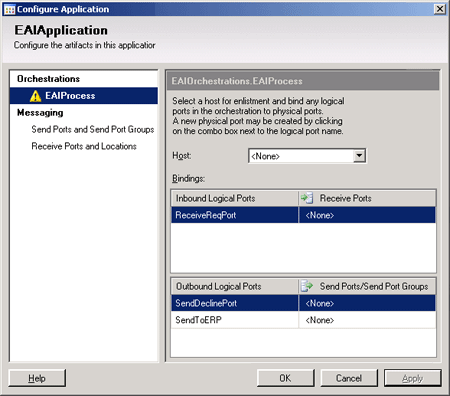 Configure Application
EAIApplication
Configure the artifacts in this applicatior
Orchestrations
EAIProcess
Messaging
Send Ports and Send Port Groups
Receive Ports and Locations
EAIOrchestrations.EAIProcess
Select a host for enlistment and bind any logical
ports in the orchestration to physical ports.
A new physical port may be created by clicking
on the combo box next to the logical port name.
Host: <None>
Bindings:
Inbound Logical Ports Receive Ports
ReceiveReqPort <None>
Outbound Logical Ports Send Ports/Send Port Groups
SendDeclinePort <None>
SendToERP <None>
Help OK Cancel Apply